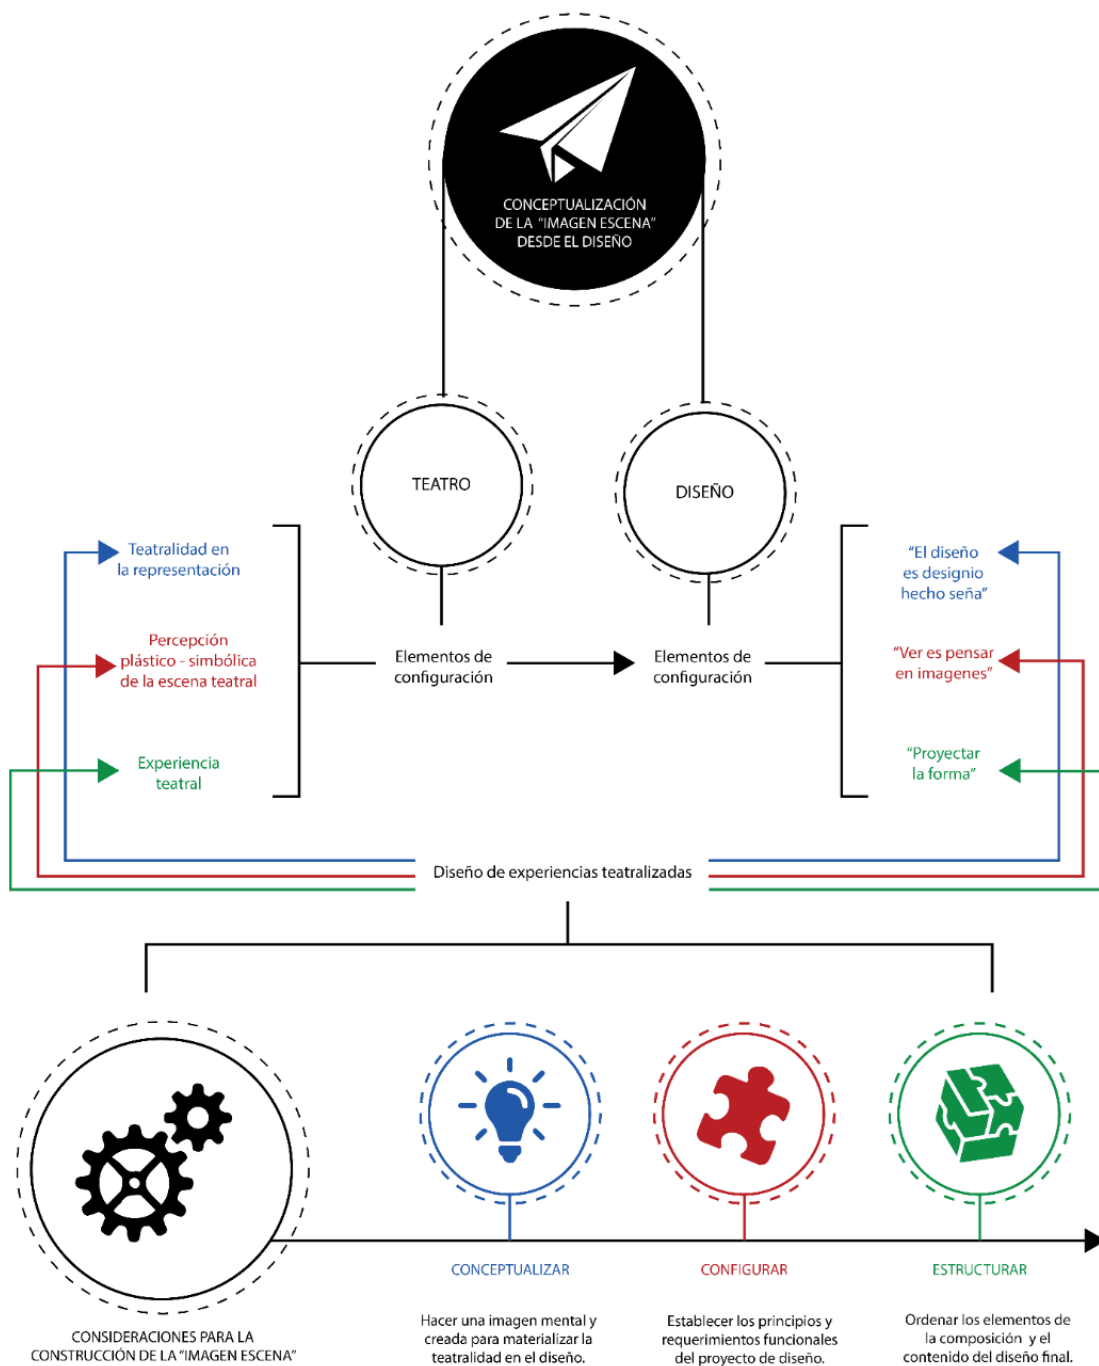 CONCEPTUALIZACIÓN
DE LA “IMAGEN ESCENA”
DESDE EL DISEÑO
TEATRO
DISEÑO
Teatralidad en
la representación
Percepción
plástico - simbólica
de la escena teatral
Experiencia
teatral
Elementos de
configuración
Elementos de
configuración
“El diseño
es designio
hecho seña”
“Ver es pensar
en imagenes”
“Proyectar
la forma”
Diseño de experiencias teatralizadas
CONSIDERACIONES PARA LA
CONSTRUCCIÓN DE LA “IMAGEN ESCENA”
CONCEPTUALIZAR
Hacer una imagen mental y
creada para materializar la
teatralidad en el diseño.
CONFIGURAR
Establecer los principios y
requerimientos funcionales
del proyecto de diseño.
ESTRUCTURAR
Ordenar los elementos de
la composición y el
contenido del diseño final.